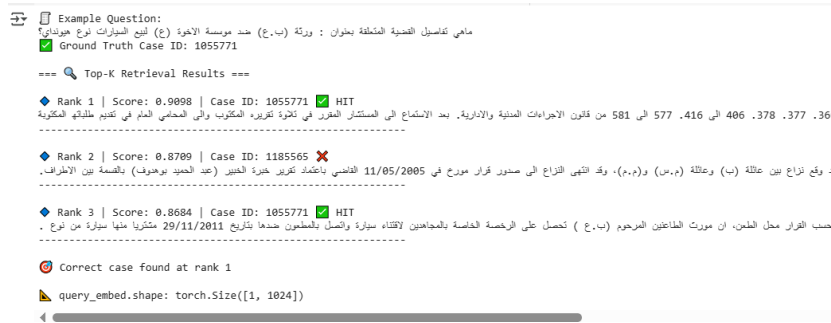 Example Question:
ماهي تفاصيل القضية المتعلقة بعنوان : ورثة (ب.ع) ضد موسسة الاخوة (ع) لبيع السيارات نوع هيونداي؟
✅ Ground Truth Case ID: 1055771
=== 🔍 Top-K Retrieval Results ===
🔹 Rank 1 | Score: 0.9098 | Case ID: 1055771 ✅ HIT
36. 377. 378. 406 الى 416. 577 الى 581 من قانون الاجراءات المدنية والادارية. بعد الاستماع الى المستشار المقرر في تلاوة تقريره المكتوب والى المحامي العام في تقديم طلباته المكتوبة
------------------------------------------------------------
🔹 Rank 2 | Score: 0.8709 | Case ID: 1185565 ❌
د وقع نزاع بين عائلة (ب) وعائلة (م.س) و(م.م)، وقد انتهى النزاع الى صدور قرار مورخ في 11/05/2005 القاضي باعتماد تقرير خبرة الخبير (عبد الحميد بوهدوف) بالقسمة بين الاطراف.
------------------------------------------------------------
🔹 Rank 3 | Score: 0.8684 | Case ID: 1055771 ✅ HIT
حسب القرار محل الطعن، ان مورث الطاعنين المرحوم (ب.ع ) تحصل على الرخصة الخاصة بالمجاهدين لاقتناء سيارة واتصل بالمطعون ضدها بتاريخ 29/11/2011 مشتريا منها سيارة من نوع .
------------------------------------------------------------
🎯 Correct case found at rank 1
📐 query_embed.shape: torch.Size([1, 1024])